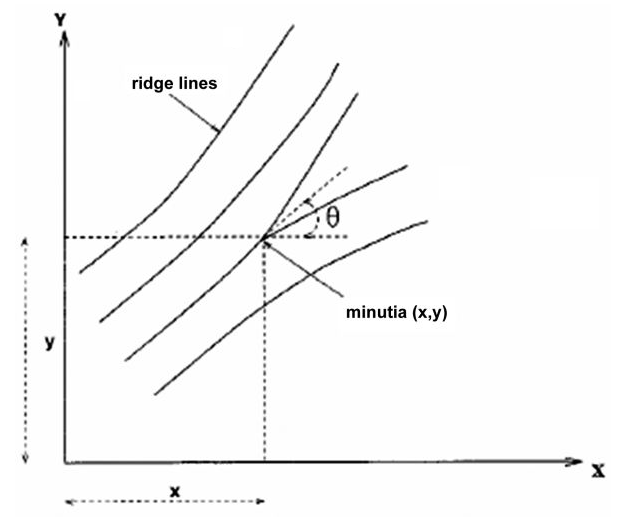 Y
ridge lines
θ
minutia (x,y)
y
X
x